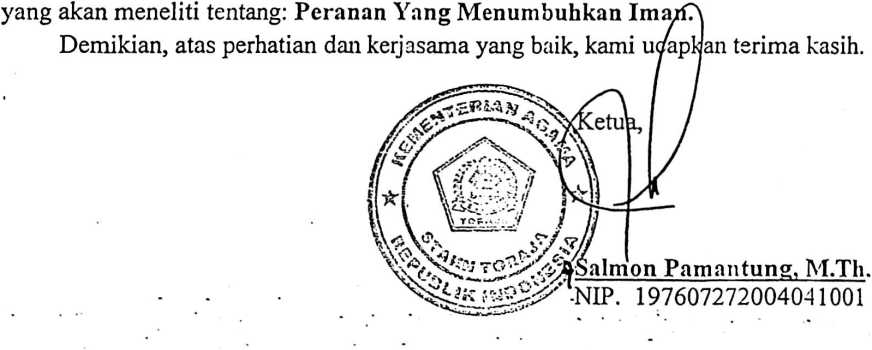 yang akan meneliti tentang: Peranan Yang Menumbuhkan Iman.
Demikian, atas perhatian dan kerjasama yang baik, kami ucapkan terima kasih.
Ketua,
KEMENTERIAN AGAMA
STAKN TORAJA
REPUBLIK INDONESIA
Salmon Pamantung, M.Th.
NIP. 197607272004041001